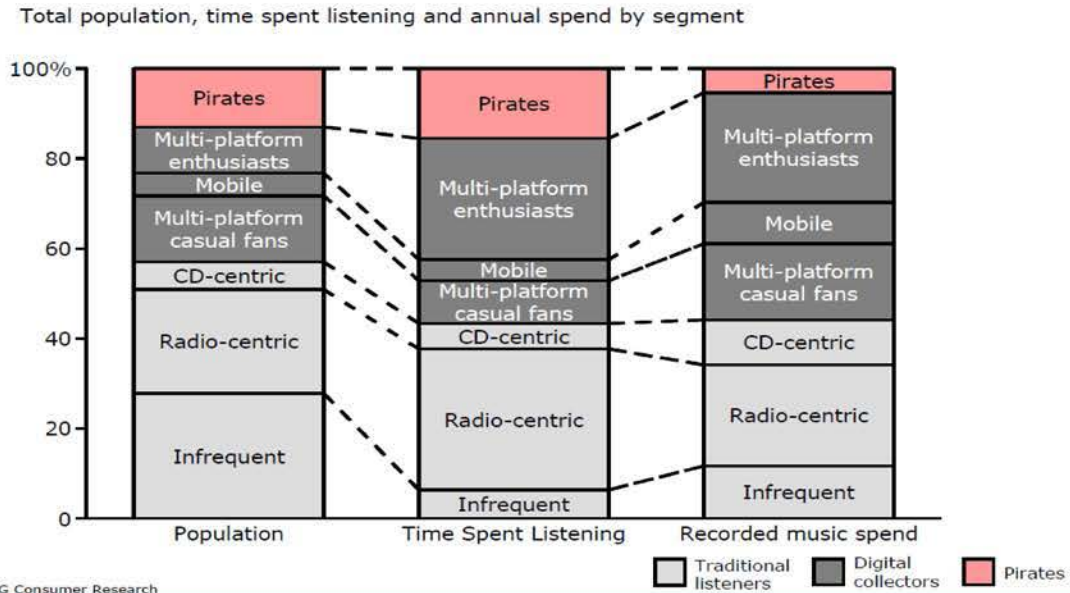 Total population, time spent listening and annual spend by segment
100%
80
60
40
20
0
Pirates
Multi-platform
enthusiasts
Mobile
Multi-platform
casual fans
CD-centric
Radio-centric
Infrequent
Population
Pirates
Multi-platform
enthusiasts
Mobile
Multi-platform
casual fans
CD-centric
Radio-centric
Infrequent
Time Spent Listening
Pirates
Multi-platform
enthusiasts
Mobile
Multi-platform
casual fans
CD-centric
Radio-centric
Infrequent
Recorded music spend
Traditional
listeners
Digital
collectors
Pirates
G Consumer Research